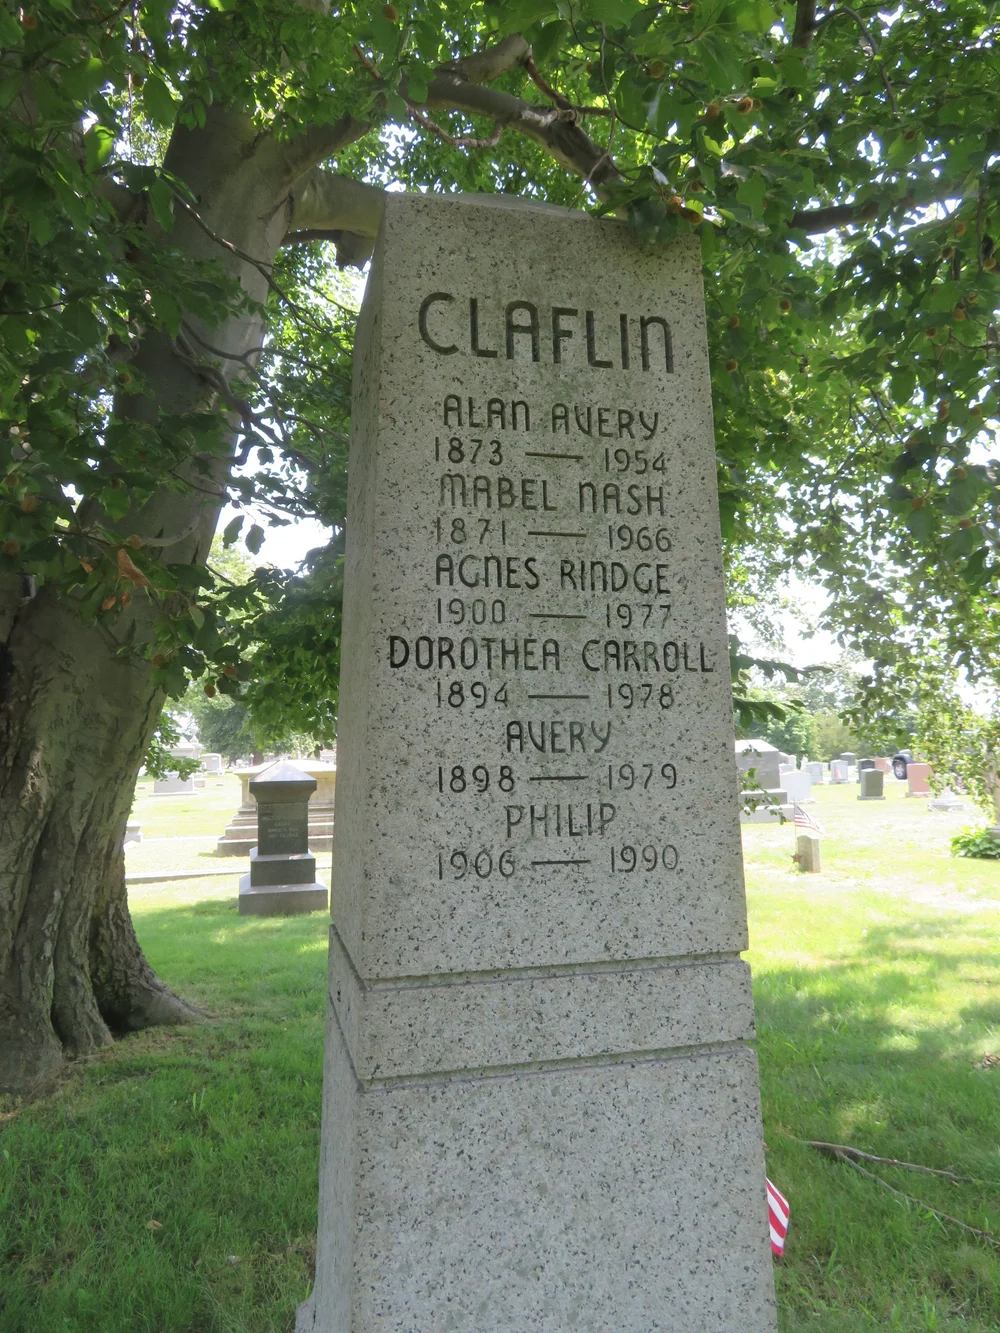 CLAFLIN
ALAN AVERY
1873 — 1954
MABEL NASH
1871 — 1966
AGNES RINDGE
1900 — 1977
DOROTHEA CARROLL
1894 — 1978
AVERY
1898 — 1979
PHILIP
1906 — 1990